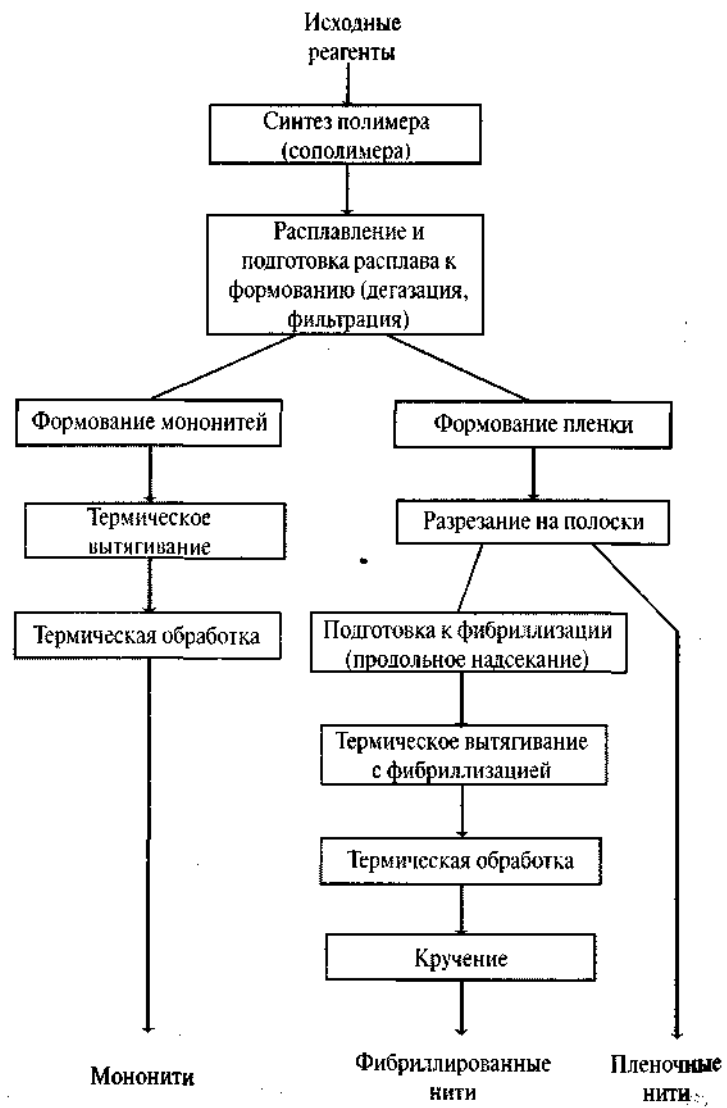 Исходные
реагенты
Синтез полимера
(сополимера)
Расплавление и
подготовка расплава к
формованию (дегазация,
фильтрация)
Формование мононитей
Формование пленки
Термическое
вытягивание
Разрезание на полоски
Термическая обработка
Подготовка к фибриллизации
(продольное надсекание)
Термическое вытягивание
с фибриллизацией
Термическая обработка
Кручение
Мононити
Фибриллированные
нити
Пленочные
нити